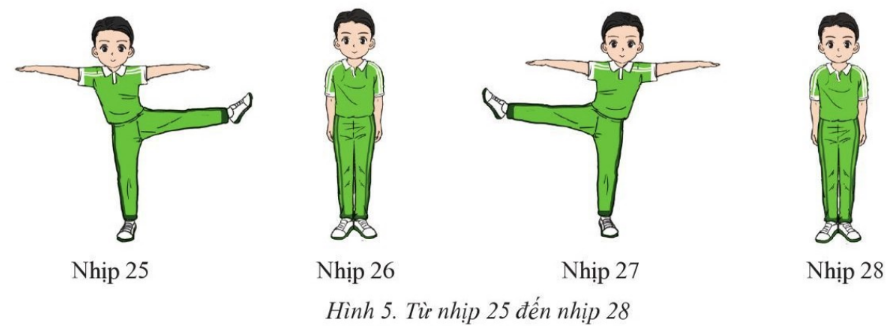 Nhịp 25 Nhịp 26 Nhịp 27 Nhịp 28
Hình 5. Từ nhịp 25 đến nhịp 28